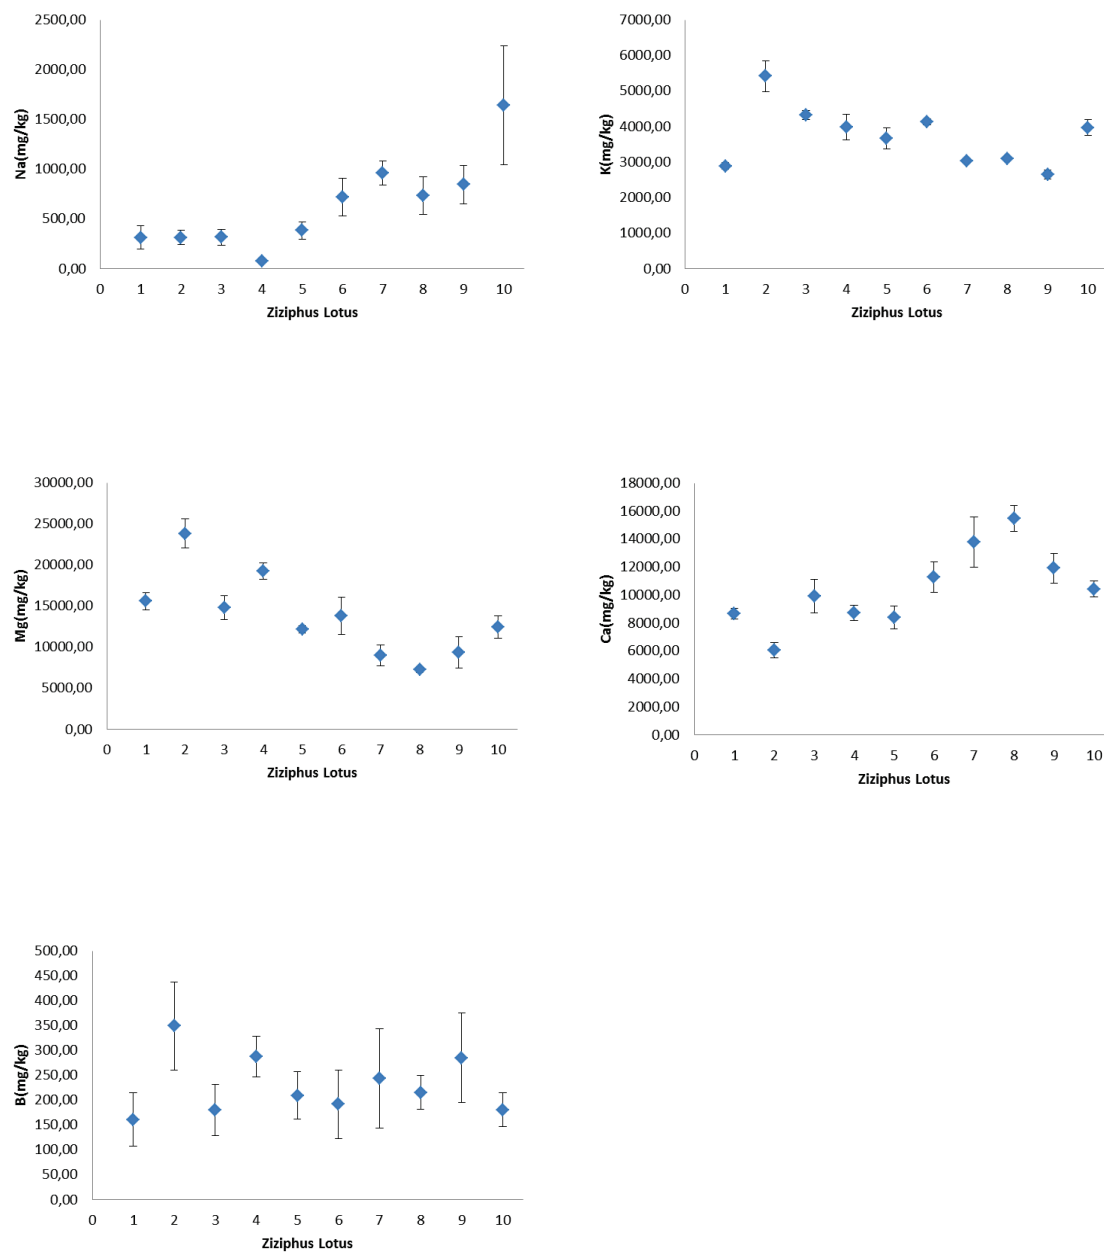 Na(mg/kg)
2500,00
2000,00
1500,00
1000,00
500,00
0,00
0 1 2 3 4 5 6 7 8 9 10
Ziziphus Lotus
K(mg/kg)
7000,00
6000,00
5000,00
4000,00
3000,00
2000,00
1000,00
0,00
0 1 2 3 4 5 6 7 8 9 10
Ziziphus Lotus
Mg(mg/kg)
30000,00
25000,00
20000,00
15000,00
10000,00
5000,00
0,00
0 1 2 3 4 5 6 7 8 9 10
Ziziphus Lotus
Ca(mg/kg)
18000,00
16000,00
14000,00
12000,00
10000,00
8000,00
6000,00
4000,00
2000,00
0,00
0 1 2 3 4 5 6 7 8 9 10
Ziziphus Lotus
B(mg/kg)
500,00
450,00
400,00
350,00
300,00
250,00
200,00
150,00
100,00
50,00
0,00
0 1 2 3 4 5 6 7 8 9 10
Ziziphus Lotus